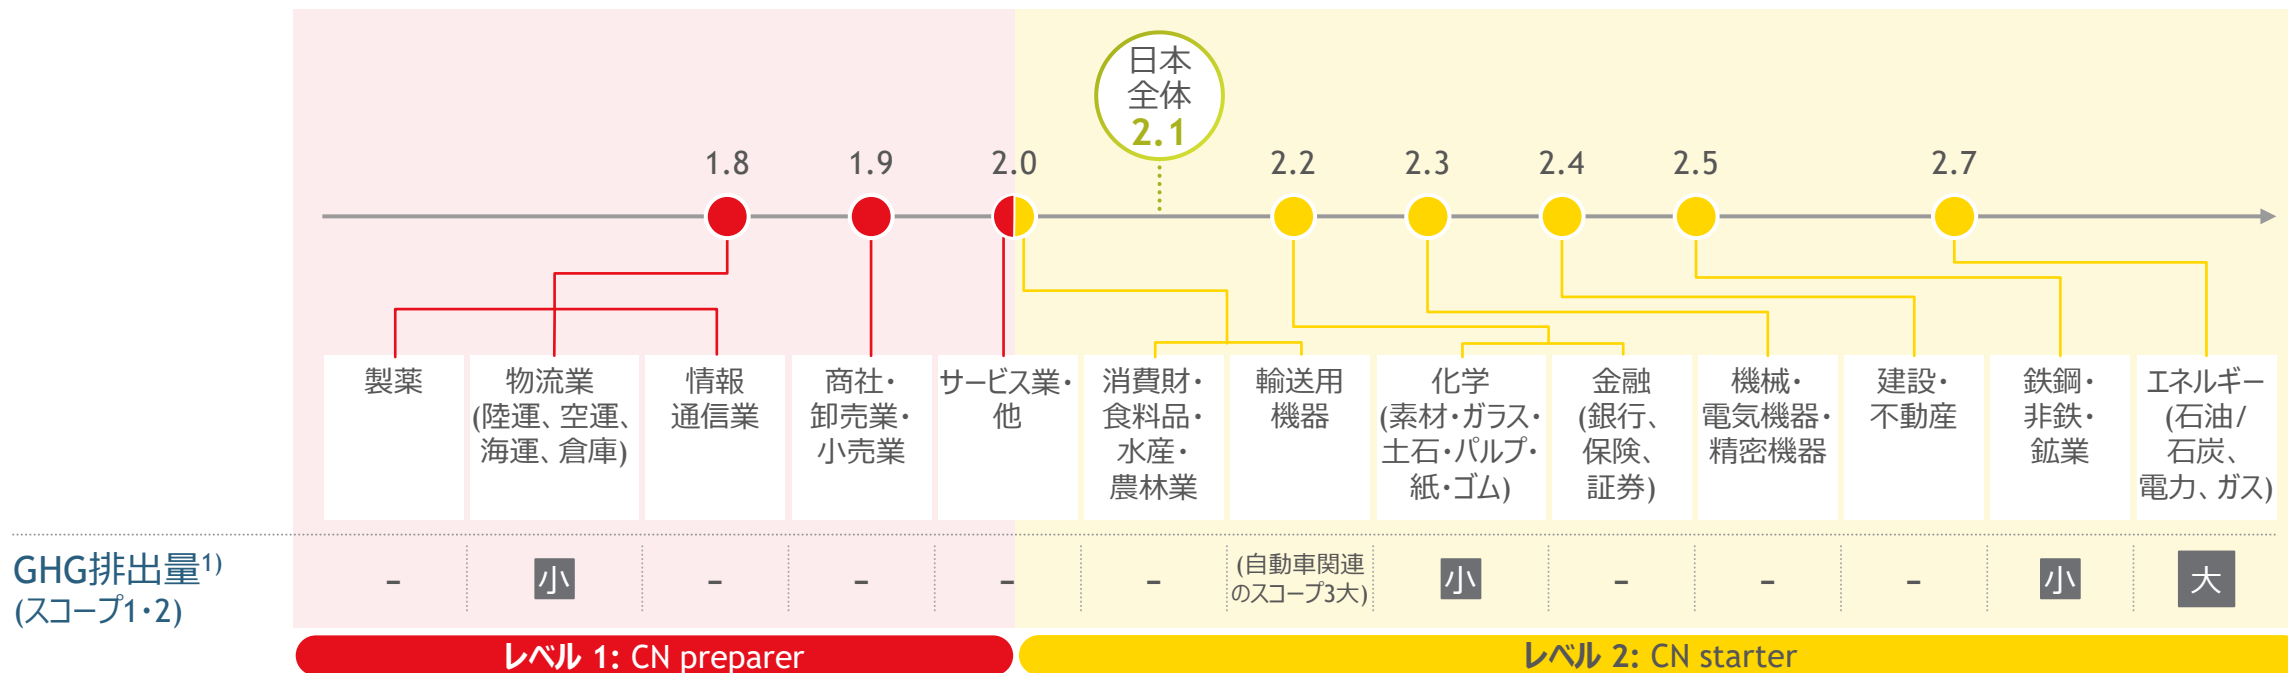 日本
全体
2.1
1.8
1.9
2.0
2.2
2.3
2.4
2.5
2.7
製薬
物流業
(陸運、空運、
海運、倉庫)
情報
通信業
商社・
卸売業・
小売業
サービス業・
他
消費財・
食料品・
水産・
農林業
輸送用
機器
化学
(素材・ガラス・
土石・パルプ・
紙・ゴム)
金融
(銀行、
保険、
証券)
機械・
電気機器・
精密機器
建設・
不動産
鉄鋼・
非鉄・
鉱業
エネルギー
(石油/
石炭、
電力、ガス)
GHG排出量1)
(スコープ1・2)
–
小
–
–
–
–
(自動車関連
のスコープ3大)
小
–
–
–
小
大
レベル 1: CN preparer
レベル 2: CN starter